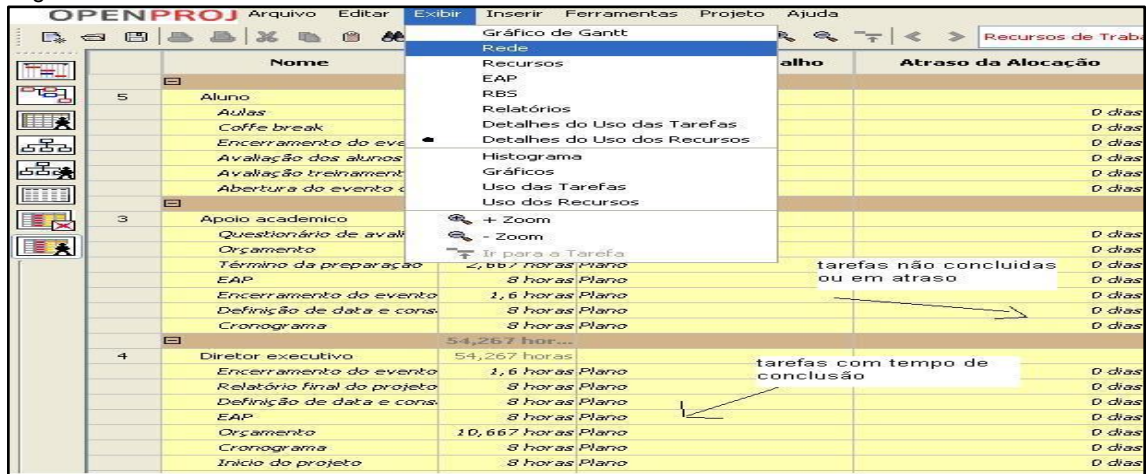 OPENPROJ Arquivo Editar Exibir Inserir Ferramentas Projeto Ajuda
Recursos de Trab
Gráfico de Gantt
Rede
Recursos
EAP
RBS
Relatórios
Detalhes do Uso das Tarefas
Detalhes do Uso dos Recursos
Histograma
Gráficos
Uso das Tarefas
Uso dos Recursos
+ Zoom
- Zoom
Ir para a Tarefa
Nome alho Atraso da Alocação
5 Aluno
Aulas 0 dias
Coffe break 0 dias
Encerramento do eve 0 dias
Avaliação dos alunos 0 dias
Avaliação treinament 0 dias
Abertura do evento 0 dias
3 Apoio academico
Questionário de avali 0 dias
Orçamento 0 dias
Término da preparação 2,667 horas Plano 0 dias
EAP 8 horas Plano 0 dias
Encerramento do evento 1,6 horas Plano 0 dias
Definição de data e cons. 8 horas Plano 0 dias
Cronograma 8 horas Plano 0 dias
tarefas não concluidas
ou em atraso
54,267 hor...
4 Diretor executivo 54,267 horas
Encerramento do evento 1,6 horas Plano 0 dias
Relatório final do projeto 8 horas Plano 0 dias
Definição de data e cons. 8 horas Plano 0 dias
EAP 8 horas Plano 0 dias
Orçamento 10,667 horas Plano 0 dias
Cronograma 8 horas Plano 0 dias
Inicio do projeto 8 horas Plano 0 dias
tarefas com tempo de
conclusão